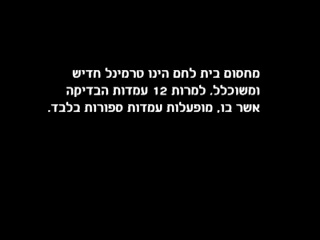 מחסום בית לחם הינו טרמינל חדיש
ומשוכלל. למרות 12 עמדות הבדיקה
אשר בו, מופעלות עמדות ספורות בלבד.